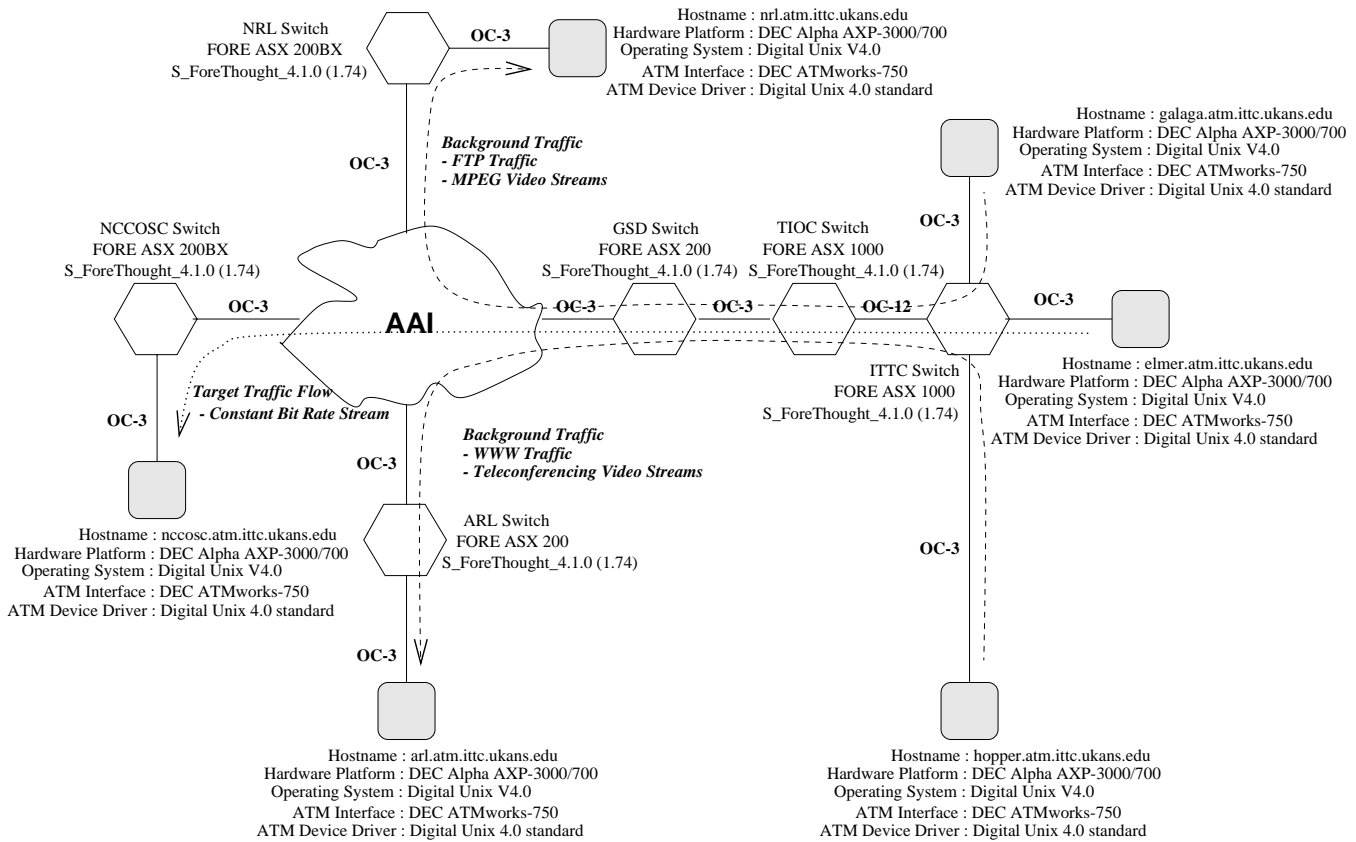 NRL Switch
FORE ASX 200BX
S_ForeThought_4.1.0 (1.74)
OC-3
Hostname : nrl.atm.ittc.ukans.edu
Hardware Platform : DEC Alpha AXP-3000/700
Operating System : Digital Unix V4.0
ATM Interface : DEC ATMworks-750
ATM Device Driver : Digital Unix 4.0 standard
OC-3
Background Traffic
- FTP Traffic
- MPEG Video Streams
Hostname : galaga.atm.ittc.ukans.edu
Hardware Platform : DEC Alpha AXP-3000/700
Operating System : Digital Unix V4.0
ATM Interface : DEC ATMworks-750
ATM Device Driver : Digital Unix 4.0 standard
OC-3
NCCOSC Switch
FORE ASX 200BX
S_ForeThought_4.1.0 (1.74)
GSD Switch
FORE ASX 200
S_ForeThought_4.1.0 (1.74)
TIOC Switch
FORE ASX 1000
S_ForeThought_4.1.0 (1.74)
OC-3
AAI
OC-3
OC-3
OC-12
OC-3
Hostname : elmer.atm.ittc.ukans.edu
Hardware Platform : DEC Alpha AXP-3000/700
Operating System : Digital Unix V4.0
ATM Interface : DEC ATMworks-750
ATM Device Driver : Digital Unix 4.0 standard
ITTC Switch
FORE ASX 1000
S_ForeThought_4.1.0 (1.74)
Target Traffic Flow
- Constant Bit Rate Stream
OC-3
Background Traffic
- WWW Traffic
- Teleconferencing Video Streams
OC-3
ARL Switch
FORE ASX 200
S_ForeThought_4.1.0 (1.74)
Hostname : nccosc.atm.ittc.ukans.edu
Hardware Platform : DEC Alpha AXP-3000/700
Operating System : Digital Unix V4.0
ATM Interface : DEC ATMworks-750
ATM Device Driver : Digital Unix 4.0 standard
OC-3
OC-3
Hostname : arl.atm.ittc.ukans.edu
Hardware Platform : DEC Alpha AXP-3000/700
Operating System : Digital Unix V4.0
ATM Interface : DEC ATMworks-750
ATM Device Driver : Digital Unix 4.0 standard
Hostname : hopper.atm.ittc.ukans.edu
Hardware Platform : DEC Alpha AXP-3000/700
Operating System : Digital Unix V4.0
ATM Interface : DEC ATMworks-750
ATM Device Driver : Digital Unix 4.0 standard